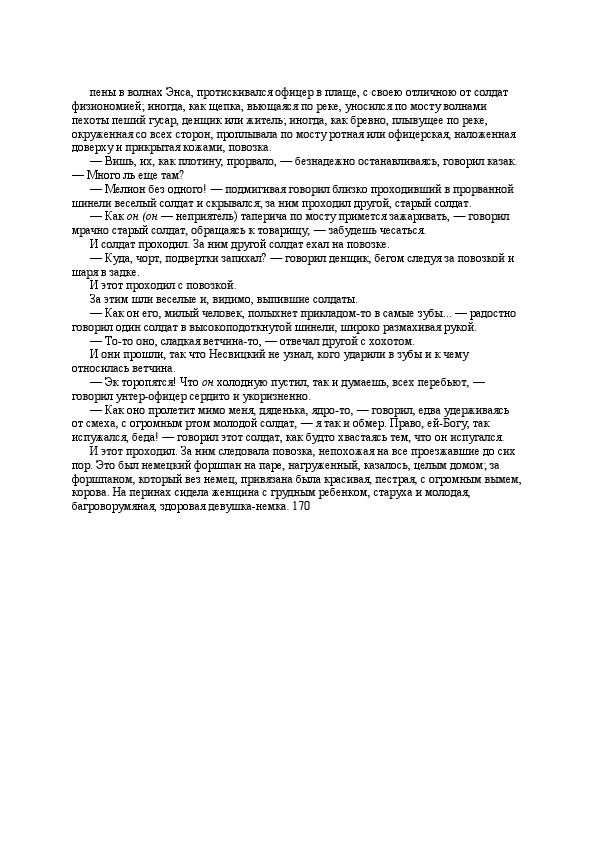 пены в волнах Энса, протискивался офицер в плаще, с своею отличною от солдат
физиономией; иногда, как щепка, вьющаяся по реке, уносился по мосту волнами
пехоты пеший гусар, денщик или житель; иногда, как бревно, плывущее по реке,
окруженная со всех сторон, проплывала по мосту ротная или офицерская, наложенная
доверху и прикрытая кожами, повозка.
— Вишь, их, как плотину, прорвало, — безнадежно останавливаясь, говорил казак.
— Много ль еще там?
— Мелион без одного! — подмигивая говорил близко проходивший в прорванной
шинели веселый солдат и скрывался; за ним проходил другой, старый солдат.
— Как он (он — неприятель) таперича по мосту примется зажаривать, — говорил
мрачно старый солдат, обращаясь к товарищу, — забудешь чесаться.
И солдат проходил. За ним другой солдат ехал на повозке.
— Куда, чорт, подвертки запихал? — говорил денщик, бегом следуя за повозкой и
шаря в задке.
И этот проходил с повозкой.
За этим шли веселые и, видимо, выпившие солдаты.
— Как он его, милый человек, полыхнет прикладом-то в самые зубы... — радостно
говорил один солдат в высокоподоткнутой шинели, широко размахивая рукой.
— То-то оно, сладкая ветчина-то, — отвечал другой с хохотом.
И они прошли, так что Несвицкий не узнал, кого ударили в зубы и к чему
относилась ветчина.
— Эк торопятся! Что он холодную пустил, так и думаешь, всех перебьют, —
говорил унтер-офицер сердито и укоризненно.
— Как оно пролетит мимо меня, дяденька, ядро-то, — говорил, едва удерживаясь
от смеха, с огромным ртом молодой солдат, — я так и обмер. Право, ей-Богу, так
испужался, беда! — говорил этот солдат, как будто хвастаясь тем, что он испугался.
И этот проходил. За ним следовала повозка, непохожая на все проезжавшие до сих
пор. Это был немецкий форшпан на паре, нагруженный, казалось, целым домом; за
форшпаном, который вез немец, привязана была красивая, пестрая, с огромным вымем,
корова. На перинах сидела женщина с грудным ребенком, старуха и молодая,
багроворумяная, здоровая девушка-немка. 170